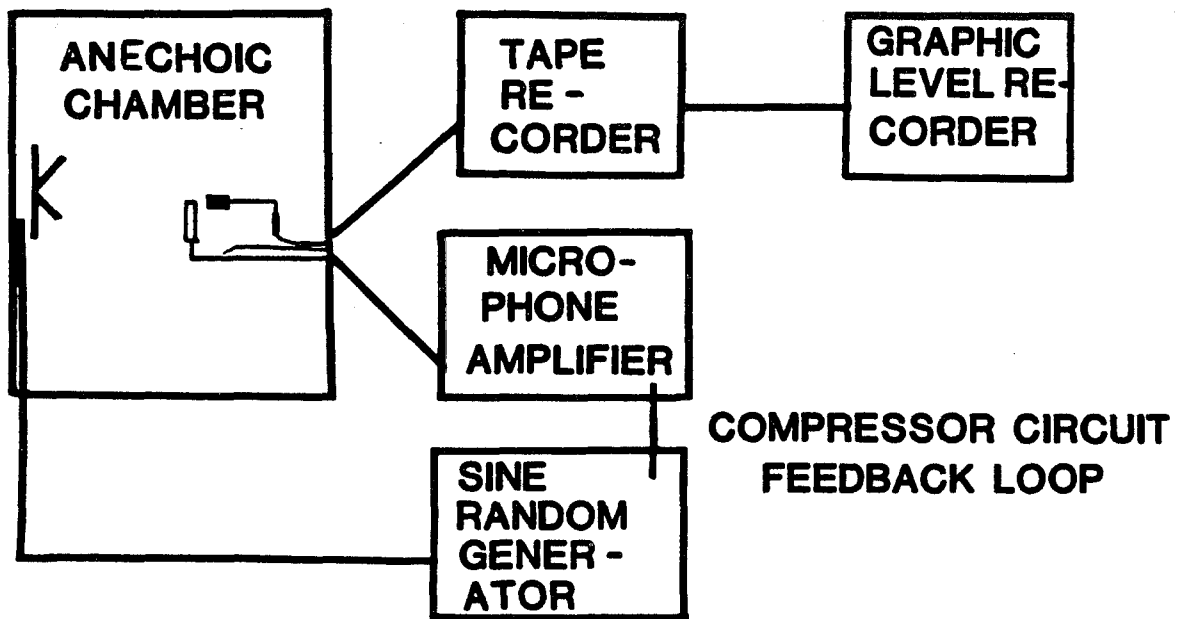 ANECHOIC
CHAMBER
TAPE
RE-
CORDER
GRAPHIC
LEVEL RE-
CORDER
MICRO-
PHONE
AMPLIFIER
COMPRESSOR CIRCUIT
FEEDBACK LOOP
SINE
RANDOM
GENER-
ATOR